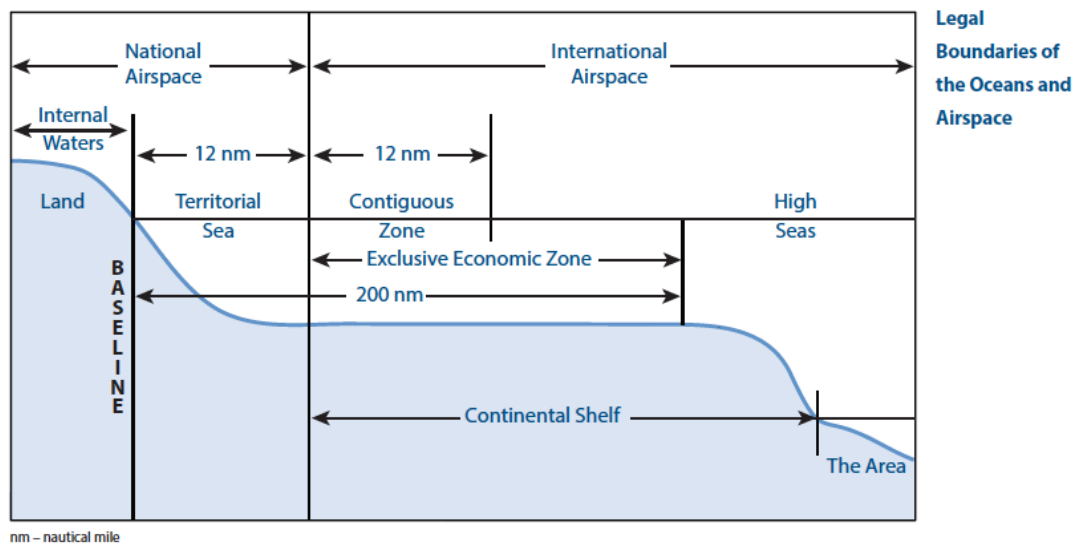 Legal
Boundaries of
the Oceans and
Airspace
National
Airspace
International
Airspace
Internal
Waters
12 nm
12 nm
Land
Territorial
Sea
Contiguous
Zone
High
Seas
Exclusive Economic Zone
200 nm
BASELINE
Continental Shelf
The Area
nm – nautical mile